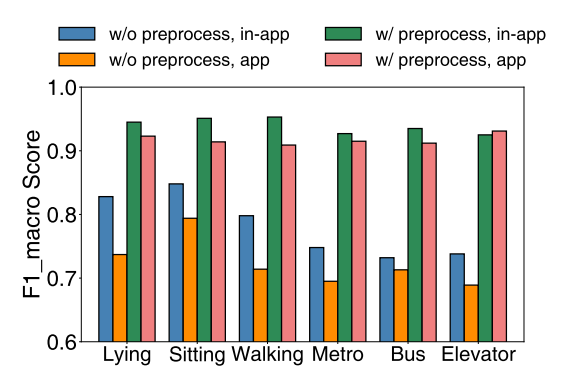 w/o preprocess, in-app
w/ preprocess, in-app
w/o preprocess, app
w/ preprocess, app
F1_macro Score
1.0
0.9
0.8
0.7
0.6
Lying Sitting Walking Metro Bus Elevator